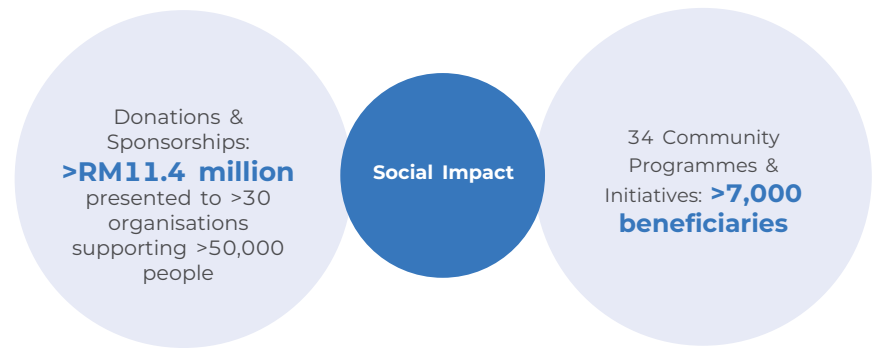 Donations &
Sponsorships:
>RM11.4 million
presented to >30
organisations
supporting >50,000
people
Social Impact
34 Community
Programmes &
Initiatives: >7,000
beneficiaries